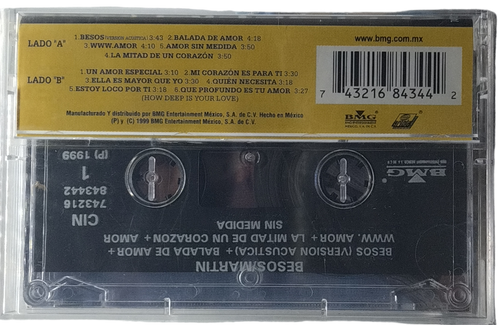 LADO "A"
1.BESOS (VERSION ACUSTICA) 3:43 2.BALADA DE AMOR 4:18
3.WWW.AMOR 4:10 5.AMOR SIN MEDIDA 3:50
4.LA MITAD DE UN CORAZÓN 3:50
LADO "B"
1.UN AMOR ESPECIAL 3:10 2.MI CORAZÓN ES PARA TI 3:30
3.ELLA ES MAYOR QUE YO 3:30 4.QUIÉN NECESITA 3:18
5.ESTOY LOCO POR TI 3:18 6.QUE PROFUNDO ES TU AMOR 3:27
(HOW DEEP IS YOUR LOVE)
Manufacturado Y distribuido por BMG Entertainment México, S.A. de C.V. Hecho en México
(P) y (C) 1999 BMG Entertainment México, S.A. de C.V.
www.bmg.com.mx
7 43216 84344 2
BMG
BMG
BESOS/MARTIN
BESOS (VERSION ACUSTICA) + BALADA DE AMOR +
WWW. AMOR + LA MITAD DE UN CORAZON + AMOR
SIN MEDIDA
CIN
743216
843442
1
(P) 1999